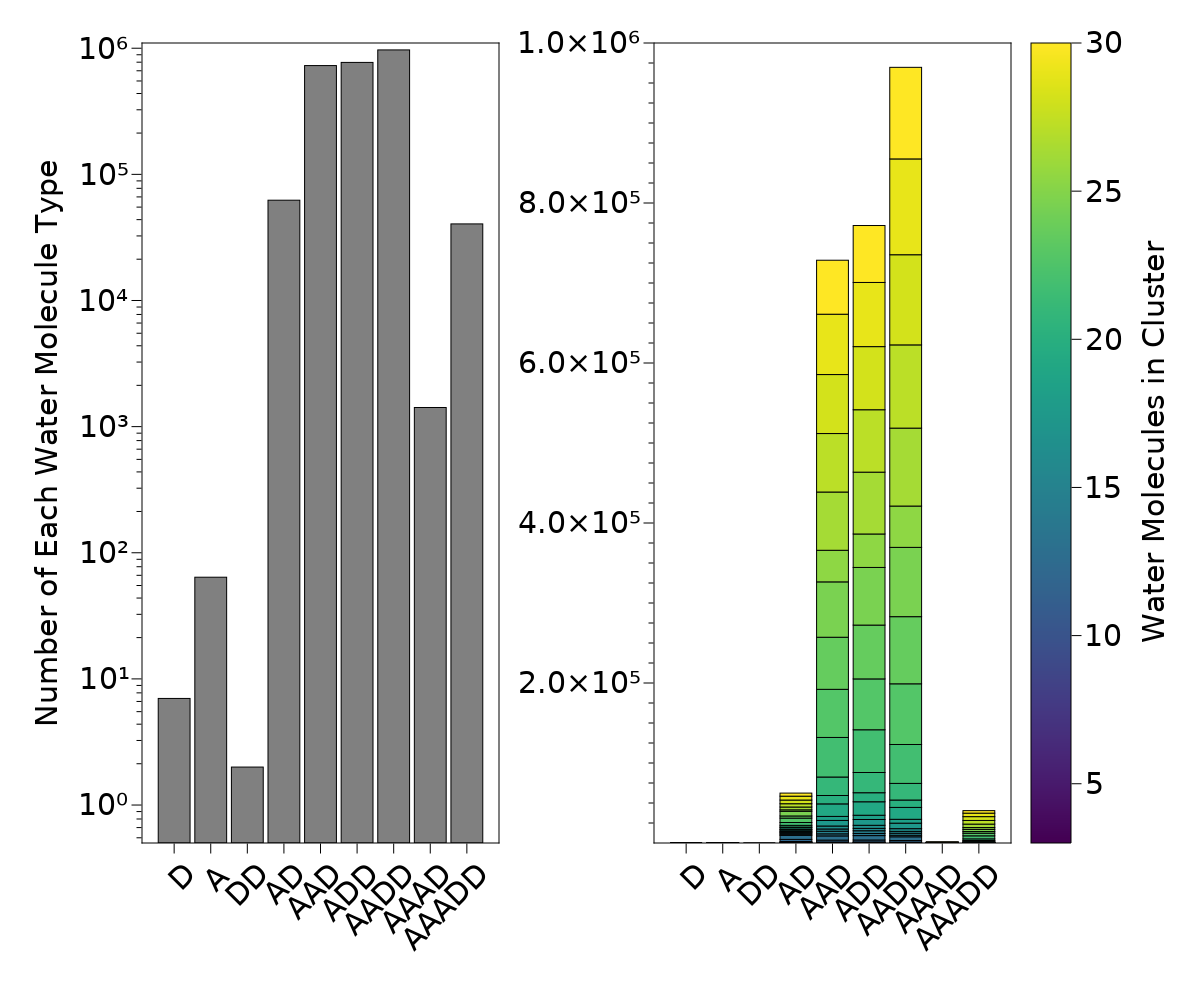 Number of Each Water Molecule Type
10⁶
10⁵
10⁴
10³
10²
10¹
10⁰
D
A
DD
AD
AAD
ADD
AADD
AAAD
AAADD
1.0×10⁶
8.0×10⁵
6.0×10⁵
4.0×10⁵
2.0×10⁵
D
A
DD
AD
AAD
ADD
AADD
AAAD
AAADD
30
25
20
15
10
5
Water Molecules in Cluster